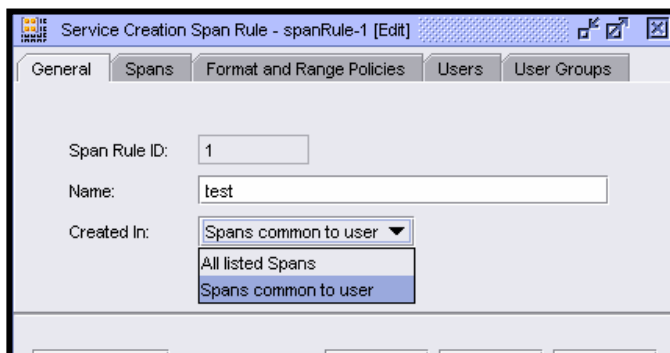 Service Creation Span Rule - spanRule-1 [Edit]
General Spans Format and Range Policies Users User Groups
Span Rule ID: 1
Name: test
Created In: Spans common to user
All listed Spans
Spans common to user